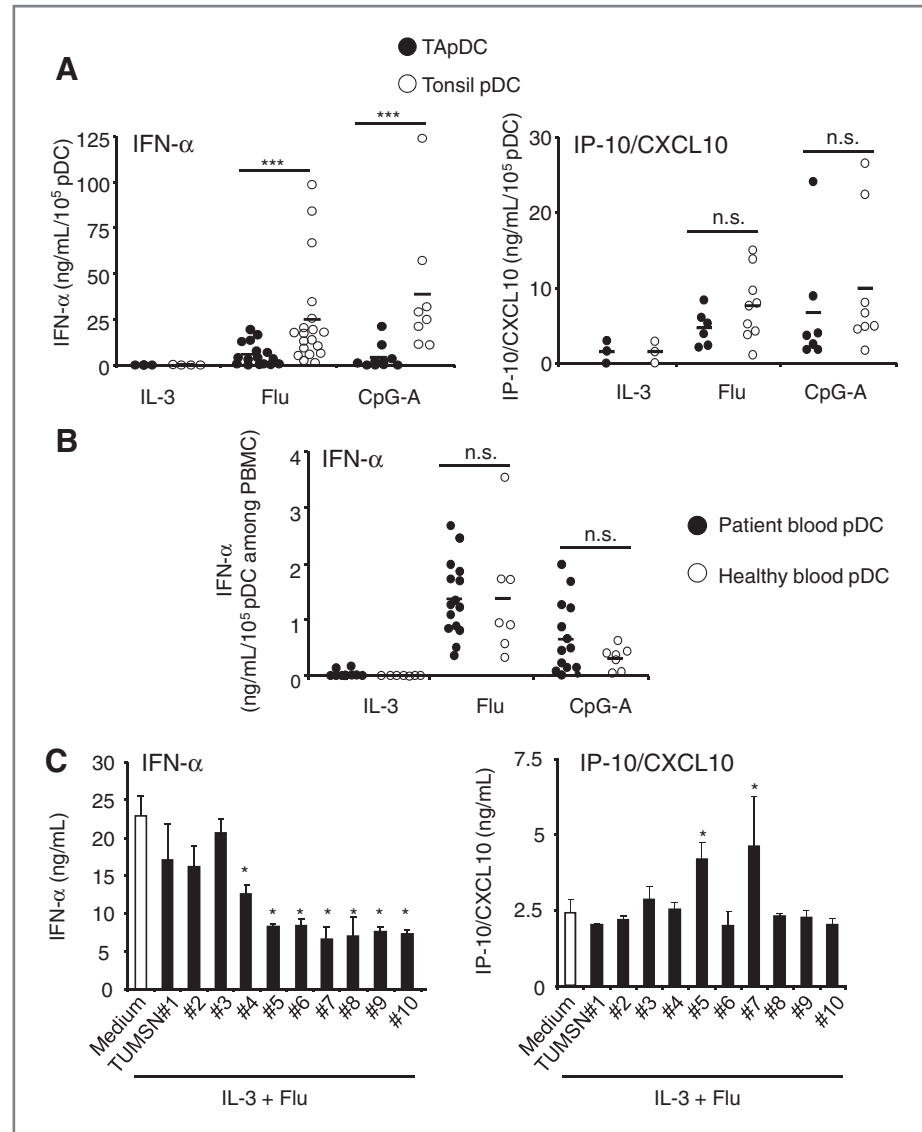 TApDC
Tonsil pDC
A
IFN-α
IFN-α (ng/mL/10⁵ pDC)
125
100
75
50
25
0
***
***
IL-3
Flu
CpG-A
IP-10/CXCL10
IP-10/CXCL10 (ng/mL/10⁵ pDC)
30
20
10
0
n.s.
n.s.
IL-3
Flu
CpG-A
B
IFN-α
IFN-α
(ng/mL/10⁵ pDC among PBMC)
4
3
2
1
0
n.s.
n.s.
IL-3
Flu
CpG-A
Patient blood pDC
Healthy blood pDC
C
IFN-α
IFN-α (ng/mL)
30
25
20
15
10
5
0
*
*
*
*
*
*
*
Medium
TUMSN#1
#2
#3
#4
#5
#6
#7
#8
#9
#10
IL-3 + Flu
IP-10/CXCL10
IP-10/CXCL10 (ng/mL)
7.5
5
2.5
0
*
*
Medium
TUMSN#1
#2
#3
#4
#5
#6
#7
#8
#9
#10
IL-3 + Flu